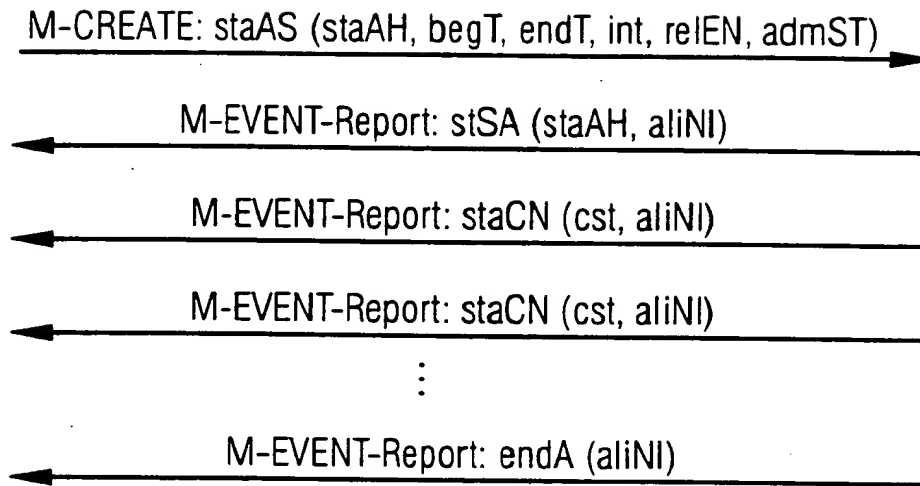 M-CREATE: staAS (staAH, begT, endT, int, relEN, admST)
M-EVENT-Report: stSA (staAH, aliNI)
M-EVENT-Report: staCN (cst, aliNI)
M-EVENT-Report: staCN (cst, aliNI)
⋮
M-EVENT-Report: endA (aliNI)